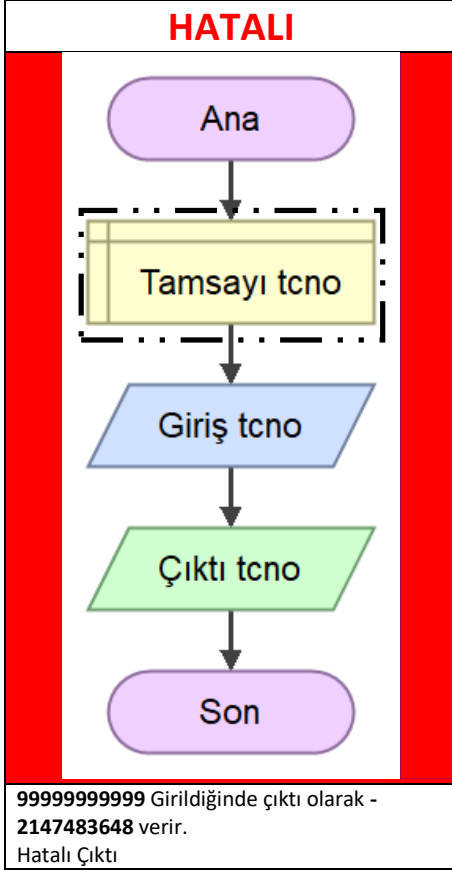 HATALI
Ana
Tamsayı tcno
Giriş tcno
Çıktı tcno
Son
99999999999 Girildiğinde çıktı olarak -
2147483648 verir.
Hatalı Çıktı